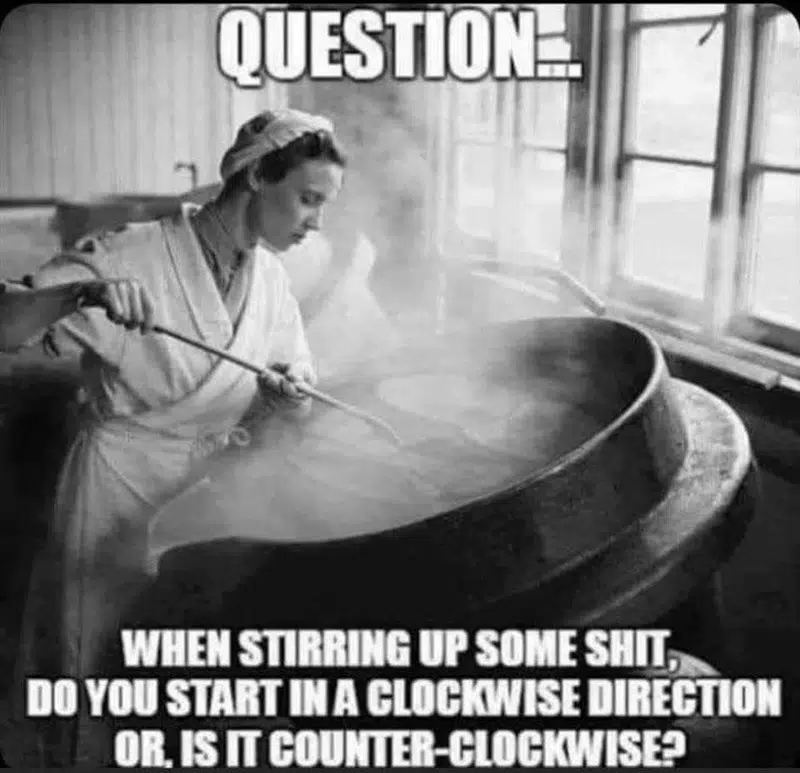 QUESTION...
WHEN STIRRING UP SOME SHIT,
DO YOU START IN A CLOCKWISE DIRECTION
OR, IS IT COUNTER-CLOCKWISE?